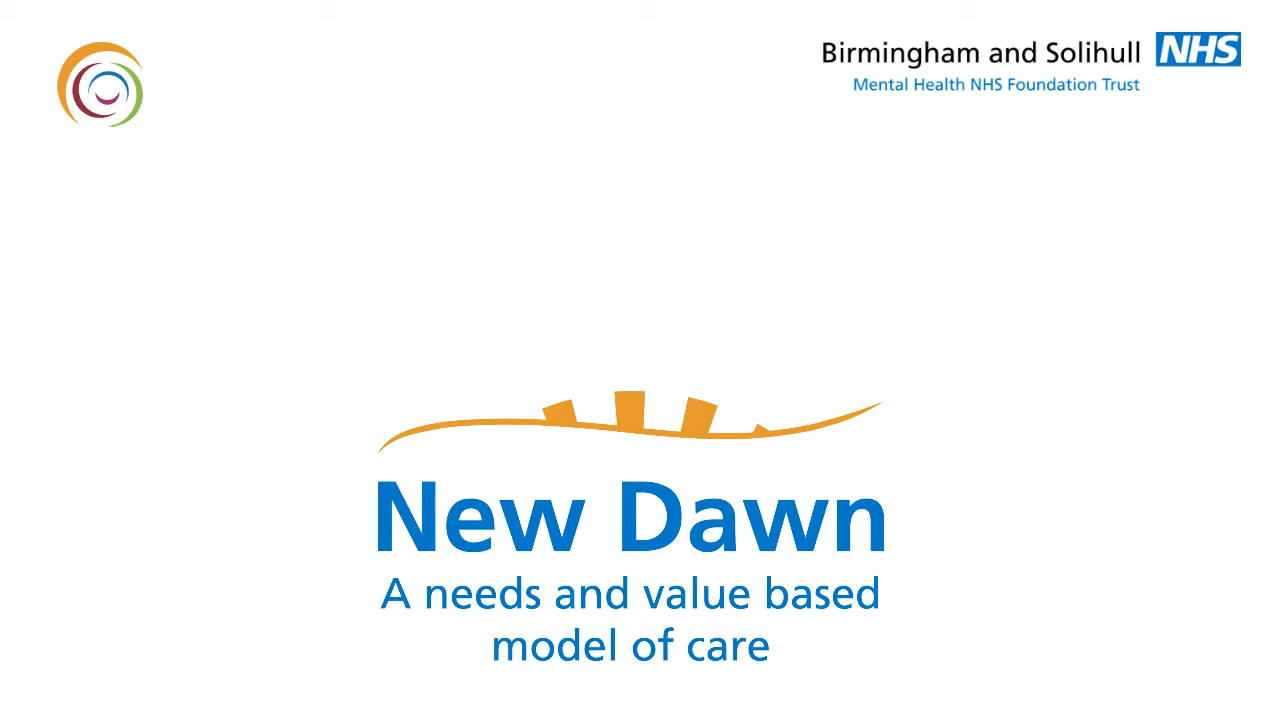 Birmingham and Solihull NHS
Mental Health NHS Foundation Trust
New Dawn
A needs and value based
model of care